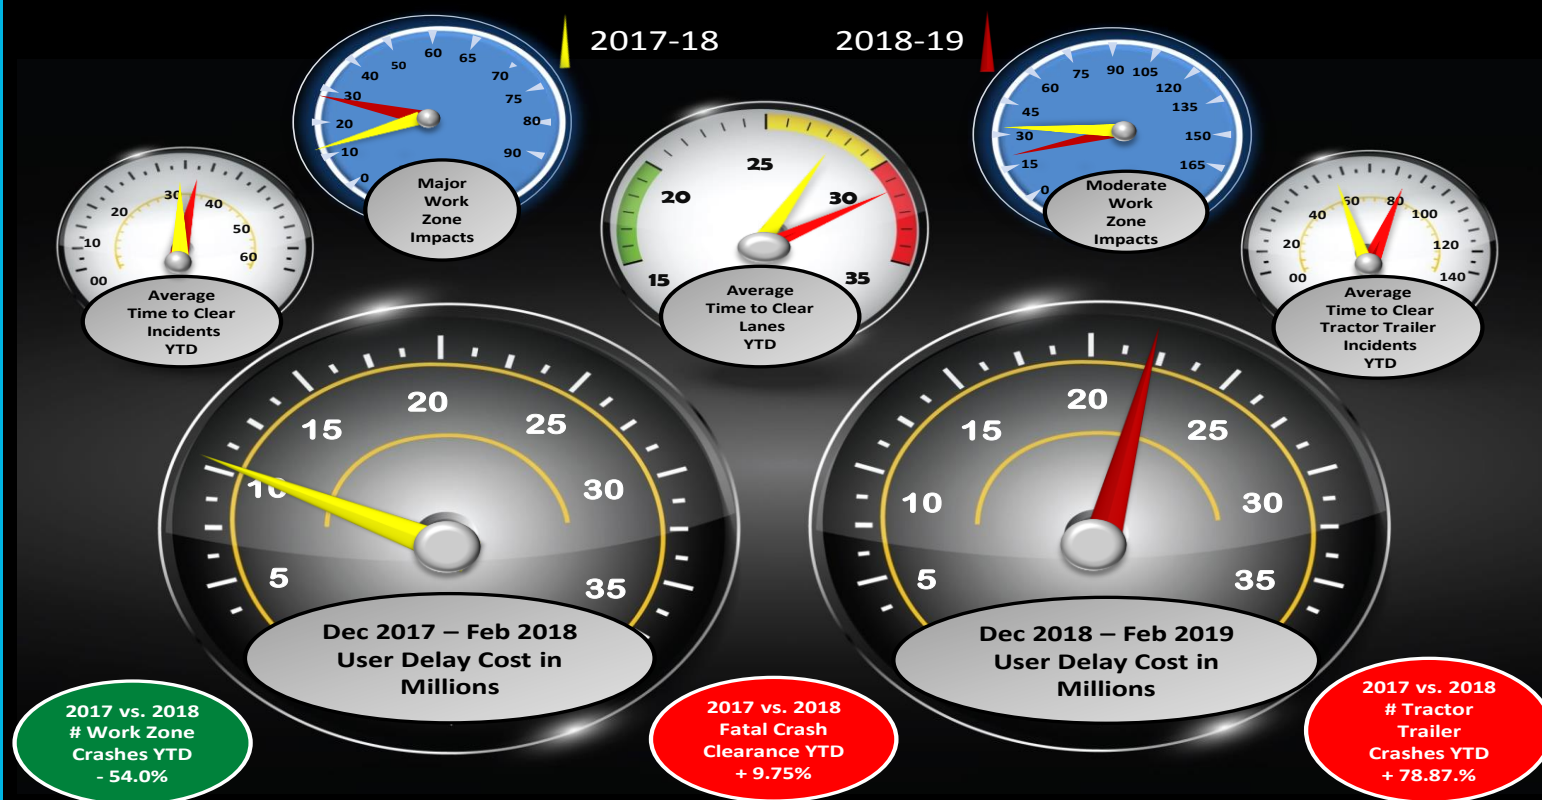 2017-18
2018-19
0
10
20
30
40
50
60
65
70
75
80
90
Major
Work
Zone
Impacts
0
15
30
45
60
75
90
105
120
135
150
165
Moderate
Work
Zone
Impacts
00
10
20
30
40
50
60
Average
Time to Clear
Incidents
YTD
15
20
25
30
35
Average
Time to Clear
Lanes
YTD
00
20
40
60
80
100
120
140
Average
Time to Clear
Tractor Trailer
Incidents
YTD
5
10
15
20
25
30
35
Dec 2017 – Feb 2018
User Delay Cost in
Millions
5
10
15
20
25
30
35
Dec 2018 – Feb 2019
User Delay Cost in
Millions
2017 vs. 2018
# Work Zone
Crashes YTD
- 54.0%
2017 vs. 2018
Fatal Crash
Clearance YTD
+ 9.75%
2017 vs. 2018
# Tractor
Trailer
Crashes YTD
+ 78.87.%